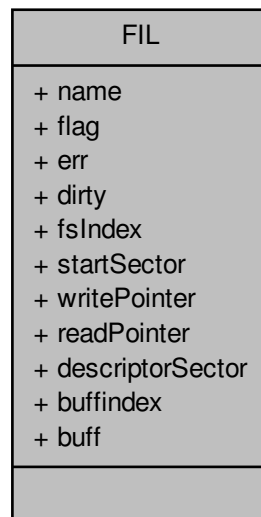 FIL
+ name
+ flag
+ err
+ dirty
+ fsIndex
+ startSector
+ writePointer
+ readPointer
+ descriptorSector
+ buffindex
+ buff